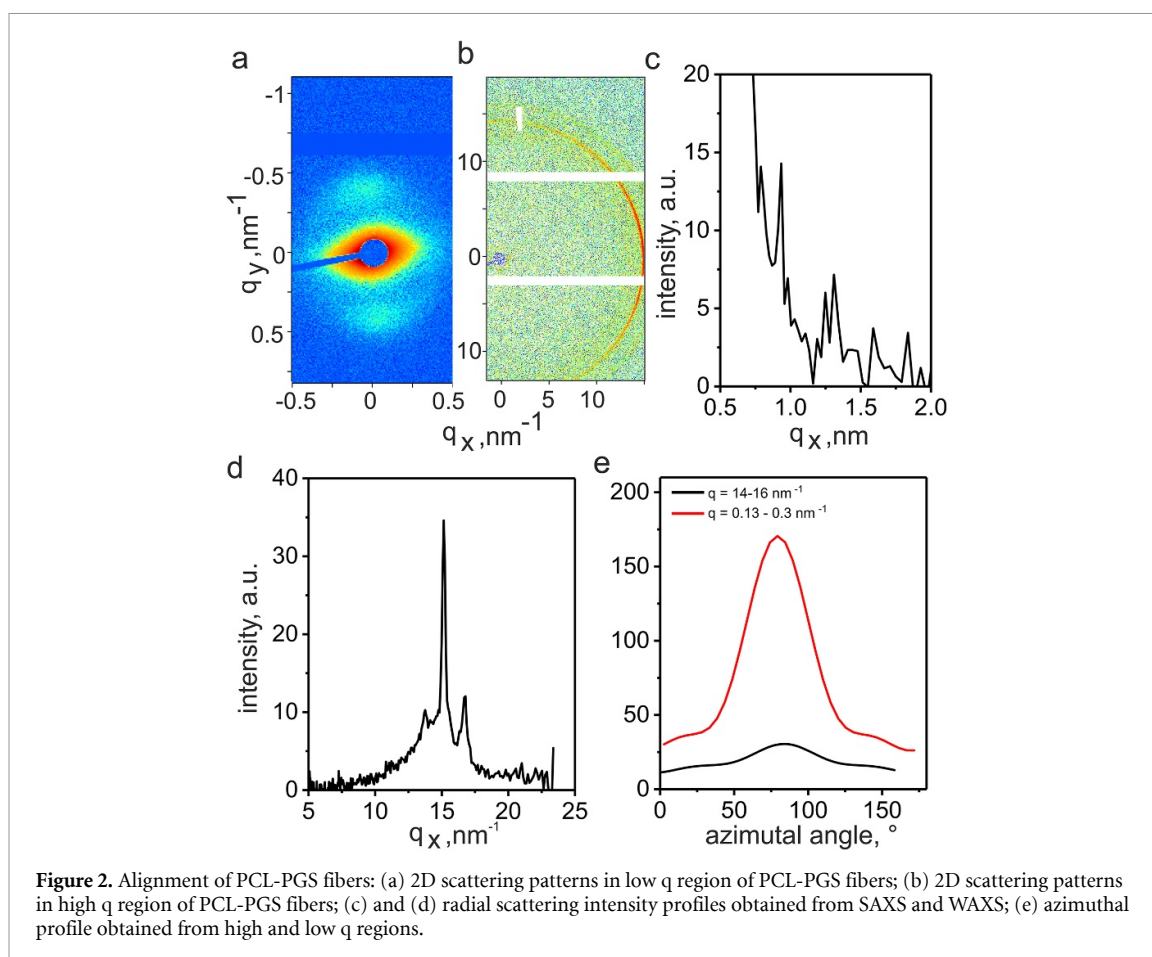 a
b
c
-1
-0.5
0
0.5
q y ,nm-1
-0.5
0
0.5
10
0
10
0
10
q x ,nm-1
20
15
10
5
0
intensity, a.u.
0.5
1.0
1.5
2.0
q x ,nm
d
40
30
20
10
0
intensity, a.u.
5
10
15
20
25
q x ,nm-1
e
200
150
100
50
0
q = 14-16 nm-1
q = 0.13 - 0.3 nm-1
0
50
100
150
azimutal angle, °
Figure 2. Alignment of PCL-PGS fibers: (a) 2D scattering patterns in low q region of PCL-PGS fibers; (b) 2D scattering patterns
in high q region of PCL-PGS fibers; (c) and (d) radial scattering intensity profiles obtained from SAXS and WAXS; (e) azimuthal
profile obtained from high and low q regions.